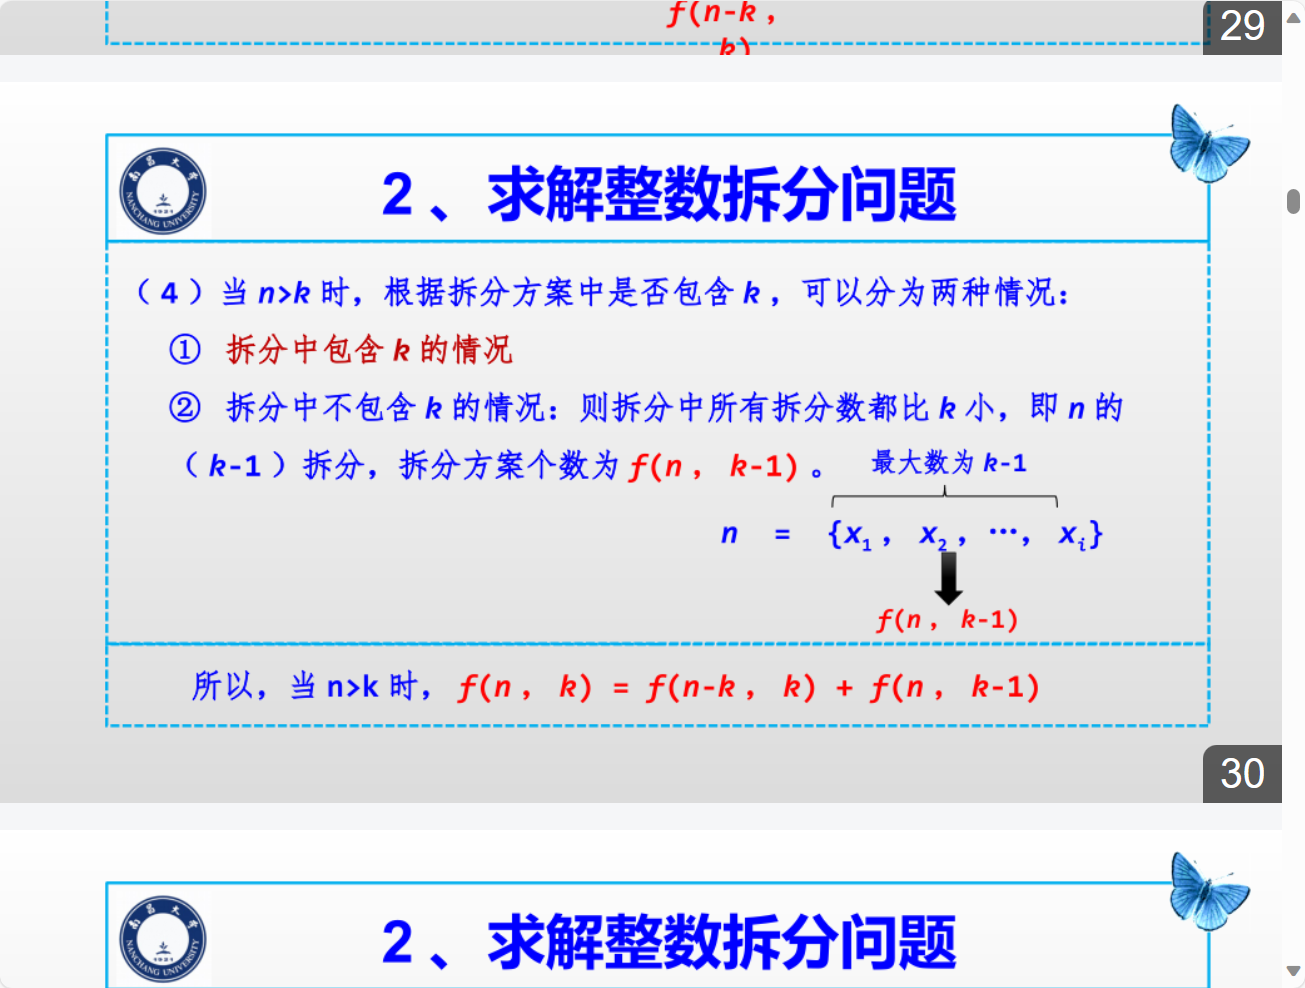 f(n-k，
k)
29
南昌大学
NANCHANG UNIVERSITY
1921
2、求解整数拆分问题
（4）当 n>k 时，根据拆分方案中是否包含 k，可以分为两种情况：
① 拆分中包含 k 的情况
② 拆分中不包含 k 的情况：则拆分中所有拆分数都比 k 小，即 n 的
（k-1）拆分，拆分方案个数为 f(n，k-1)。
最大数为 k-1
n = {x₁，x₂，…，xᵢ}
f(n，k-1)
所以，当 n>k 时，f(n，k) = f(n-k，k) + f(n，k-1)
30
南昌大学
NANCHANG UNIVERSITY
1921
2、求解整数拆分问题